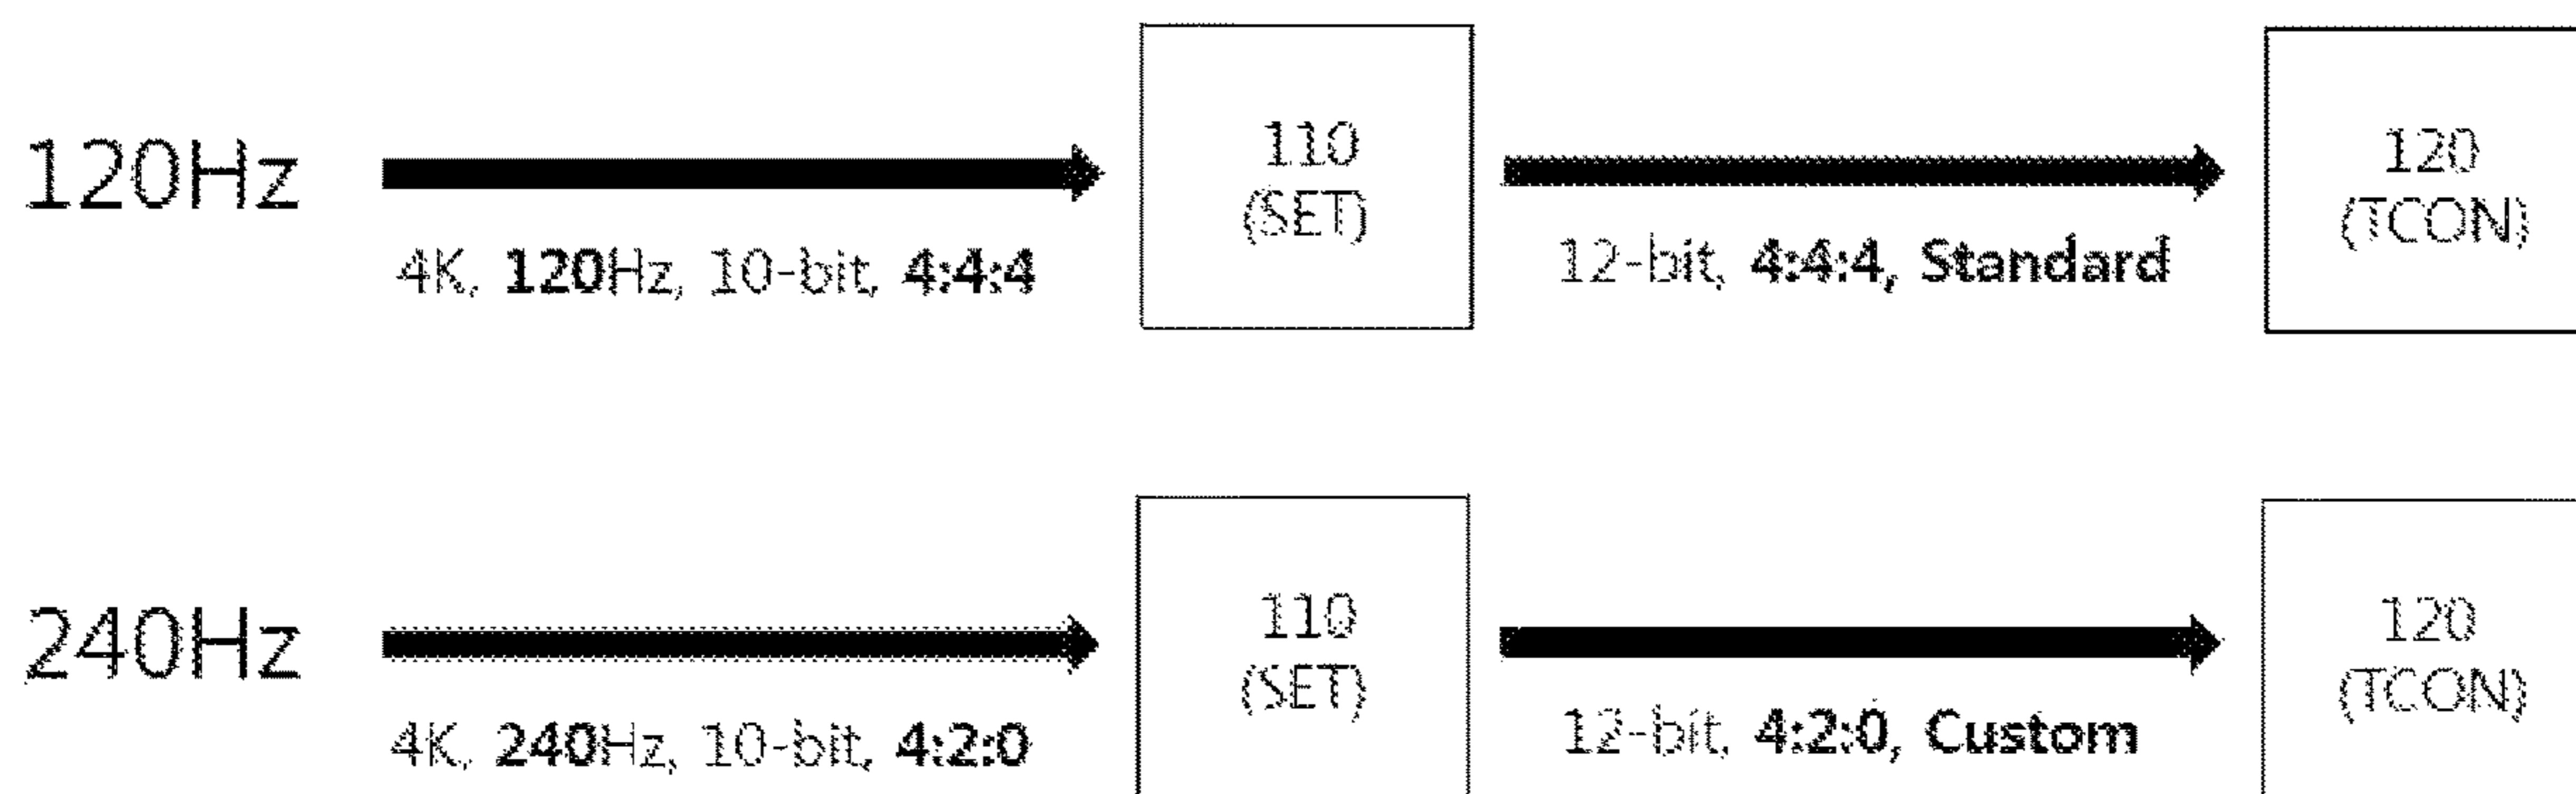 120Hz
4K, 120Hz, 10-bit, 4:4:4
110
(SET)
12-bit, 4:4:4, Standard
120
(TCON)
240Hz
4K, 240Hz, 10-bit, 4:2:0
110
(SET)
12-bit, 4:2:0, Custom
120
(TCON)